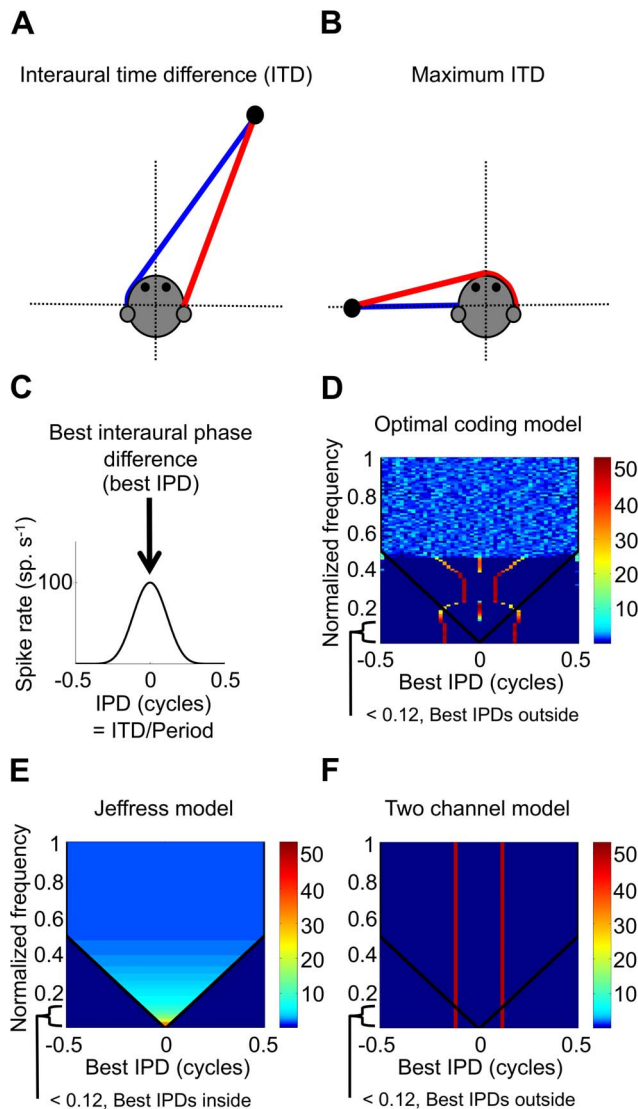 A
Interaural time difference (ITD)
B
Maximum ITD
C
Best interaural phase
difference
(best IPD)
Spike rate (sp. s⁻¹)
100
-0.5
0
0.5
IPD (cycles)
= ITD/Period
D
Optimal coding model
Normalized frequency
1
0.8
0.6
0.4
0.2
-0.5
0
0.5
Best IPD (cycles)
50
40
30
20
10
< 0.12, Best IPDs outside
E
Jeffress model
Normalized frequency
1
0.8
0.6
0.4
0.2
-0.5
0
0.5
Best IPD (cycles)
50
40
30
20
10
< 0.12, Best IPDs inside
F
Two channel model
Normalized frequency
1
0.8
0.6
0.4
0.2
-0.5
0
0.5
Best IPD (cycles)
50
40
30
20
10
< 0.12, Best IPDs outside